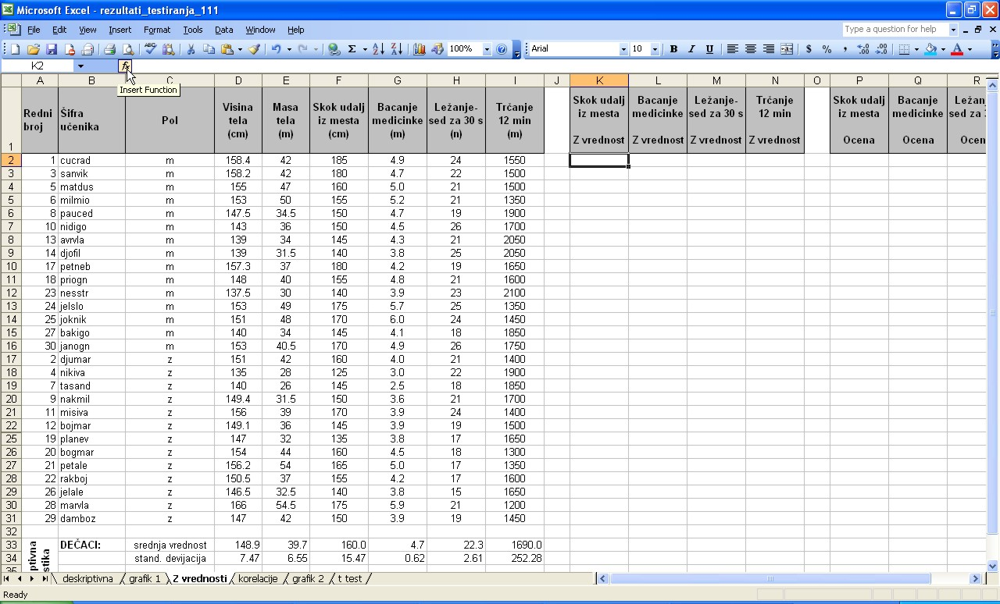 Microsoft Excel - rezultati_testiranja_111
File Edit View Insert Format Tools Data Window Help
Type a question for help
100% Arial 10 B I U $ %
K2
Insert Function
A B C D E F G H I J K L M N O P Q R
1 Redni broj Šifra učenika Pol Visina tela (cm) Masa tela (m) Skok udalj iz mesta (cm) Bacanje medicinke (m) Ležanje-sed za 30 s (n) Trčanje 12 min (m) Skok udalj iz mesta Z vrednost Bacanje medicinke Z vrednost Ležanje-sed za 30 s Z vrednost Trčanje 12 min Z vrednost Skok udalj iz mesta Ocena Bacanje medicinke Ocena
2 1 cucrad m 158.4 42 185 4.9 24 1550
3 3 sanvik m 158.2 42 180 4.7 22 1500
4 5 matdus m 155 47 160 5.0 21 1500
5 6 milmio m 153 50 155 5.2 21 1350
6 8 pauced m 147.5 34.5 150 4.7 19 1900
7 10 nidigo m 143 36 150 4.5 26 1700
8 13 avrvla m 139 34 145 4.3 21 2050
9 14 djofil m 139 31.5 140 3.8 25 2050
10 17 petneb m 157.3 37 180 4.2 19 1650
11 18 priogn m 148 40 155 4.8 21 1600
12 23 nesstr m 137.5 30 140 3.9 23 2100
13 24 jelslo m 153 49 175 5.7 25 1350
14 25 joknik m 151 48 170 6.0 24 1450
15 27 bakigo m 140 34 145 4.1 18 1850
16 30 janogn m 153 40.5 170 4.9 26 1750
17 2 djumar z 151 42 160 4.0 21 1400
18 4 nikiva z 135 28 125 3.0 22 1900
19 7 tasand z 140 26 145 2.5 18 1850
20 9 nakmil z 149.4 31.5 150 3.6 21 1700
21 11 misiva z 156 39 170 3.9 24 1400
22 12 bojmar z 149.1 36 145 3.9 19 1500
25 19 planev z 147 32 135 3.8 17 1650
26 20 bogmar z 154 44 160 4.5 18 1300
27 21 petale z 156.2 54 165 5.0 17 1350
28 22 rakboj z 150.5 37 155 4.2 17 1600
29 26 jelale z 146.5 32.5 140 3.8 15 1650
30 28 marvla z 166 54.5 175 5.9 21 1200
31 29 damboz z 147 42 150 3.9 19 1450
32
33 DEČACI: srednja vrednost 148.9 39.7 160.0 4.7 22.3 1690.0
34 stand. devijacija 7.47 6.55 15.47 0.62 2.61 252.28
deskriptivna grafik 1 Z vrednosti korelacije grafik 2 t test
Ready